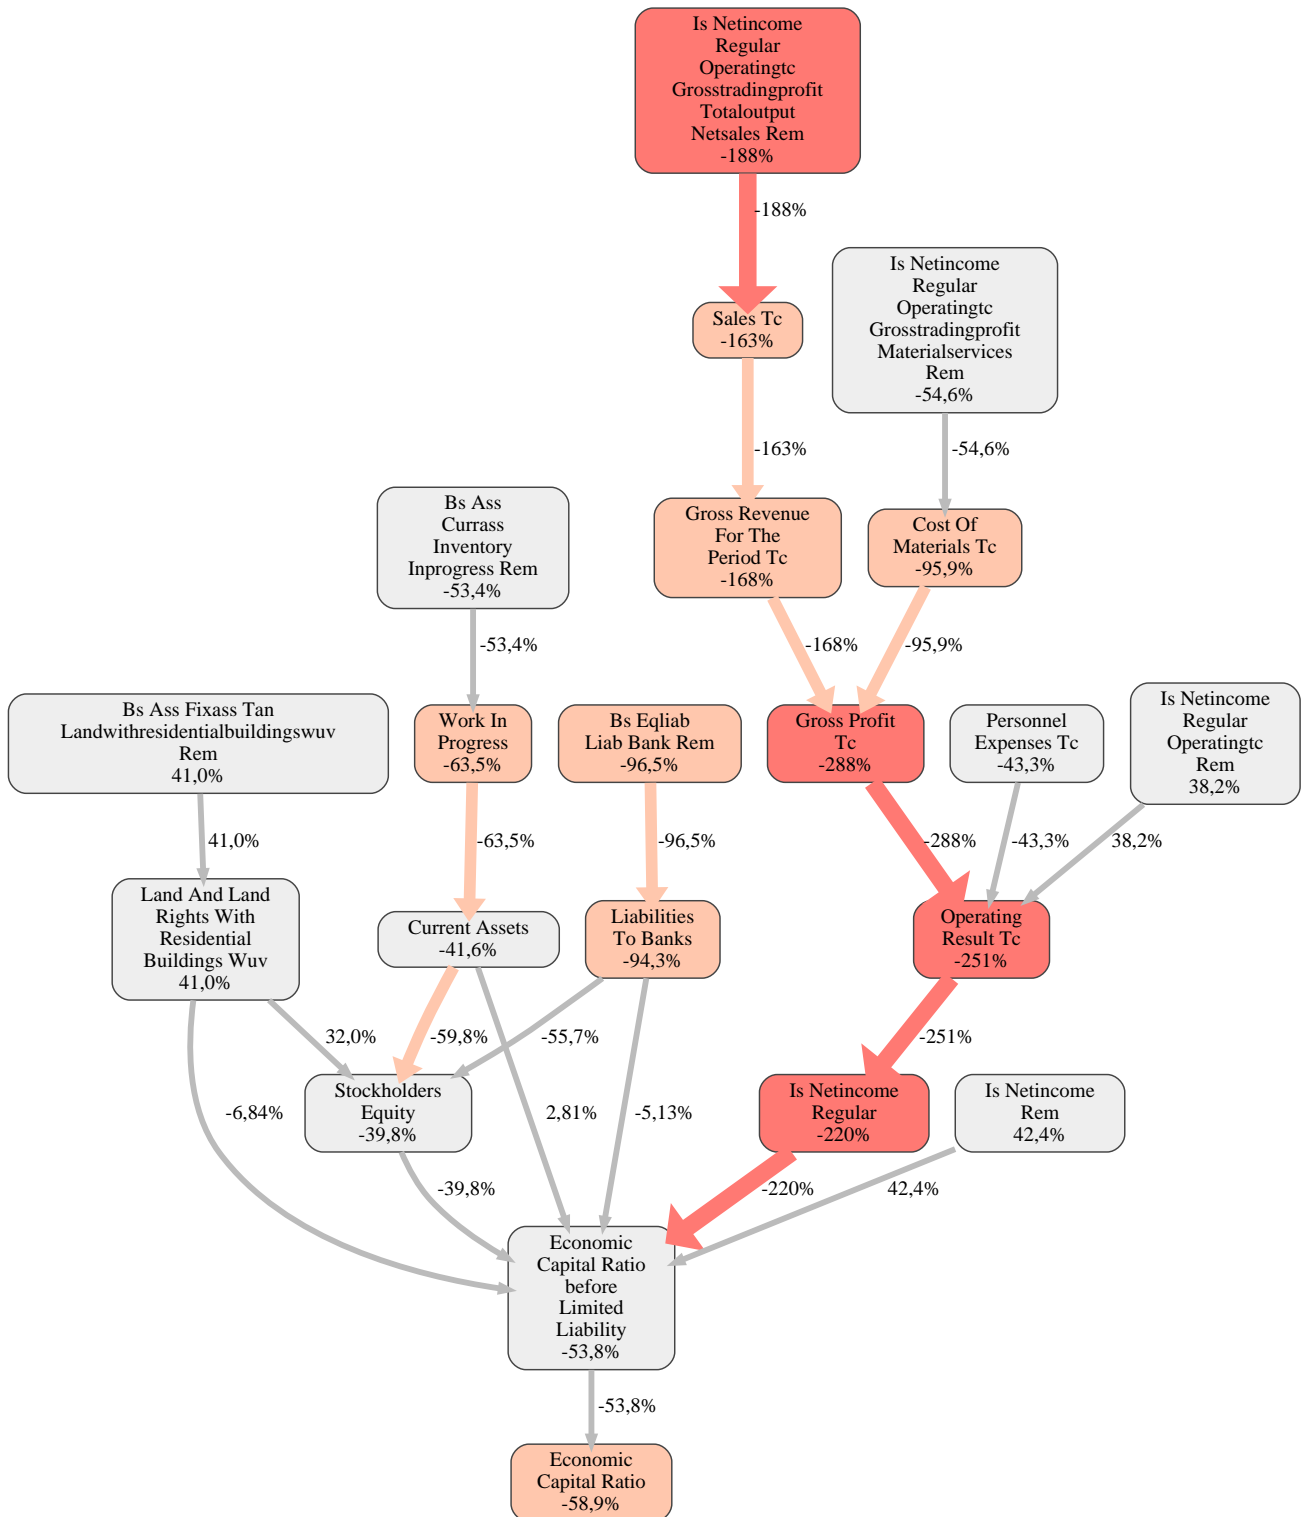 Is Netincome
Regular
Operatingtc
Grosstradingprofit
Totaloutput
Netsales Rem
-188%
-188%
Is Netincome
Regular
Operatingtc
Grosstradingprofit
Materialservices
Rem
-54,6%
Sales Tc
-163%
-163%
-54,6%
Bs Ass
Currass
Inventory
Inprogress Rem
-53,4%
Gross Revenue
For The
Period Tc
-168%
Cost Of
Materials Tc
-95,9%
-53,4%
-168%
-95,9%
Bs Ass Fixass Tan
Landwithresidentialbuildingswuv
Rem
41,0%
Work In
Progress
-63,5%
Bs Eqliab
Liab Bank Rem
-96,5%
Gross Profit
Tc
-288%
Personnel
Expenses Tc
-43,3%
Is Netincome
Regular
Operatingtc
Rem
38,2%
41,0%
-63,5%
-96,5%
-288%
-43,3%
38,2%
Land And Land
Rights With
Residential
Buildings Wuv
41,0%
Current Assets
-41,6%
Liabilities
To Banks
-94,3%
Operating
Result Tc
-251%
32,0%
-59,8%
-55,7%
-251%
Stockholders
Equity
-39,8%
Is Netincome
Regular
-220%
Is Netincome
Rem
42,4%
-6,84%
2,81%
-5,13%
-39,8%
-220%
42,4%
Economic
Capital Ratio
before
Limited
Liability
-53,8%
-53,8%
Economic
Capital Ratio
-58,9%